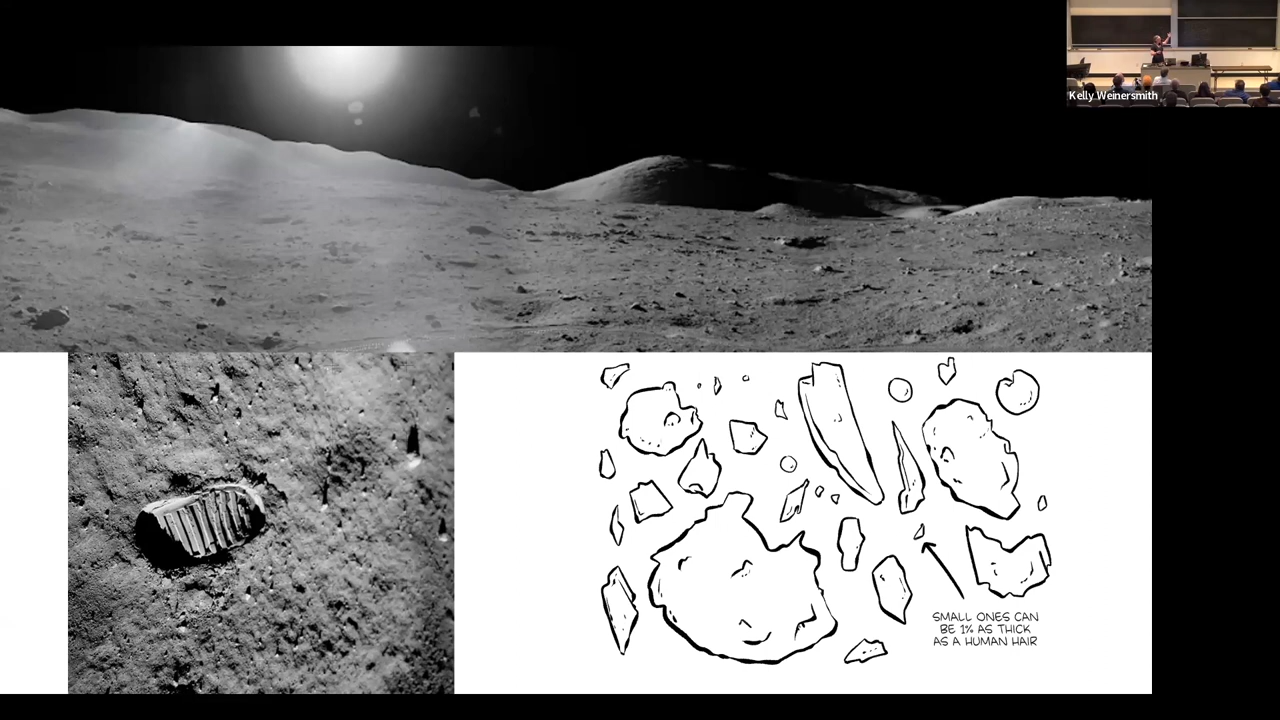 Kelly Weinersmith
SMALL ONES CAN
BE 1% AS THICK
AS A HUMAN HAIR